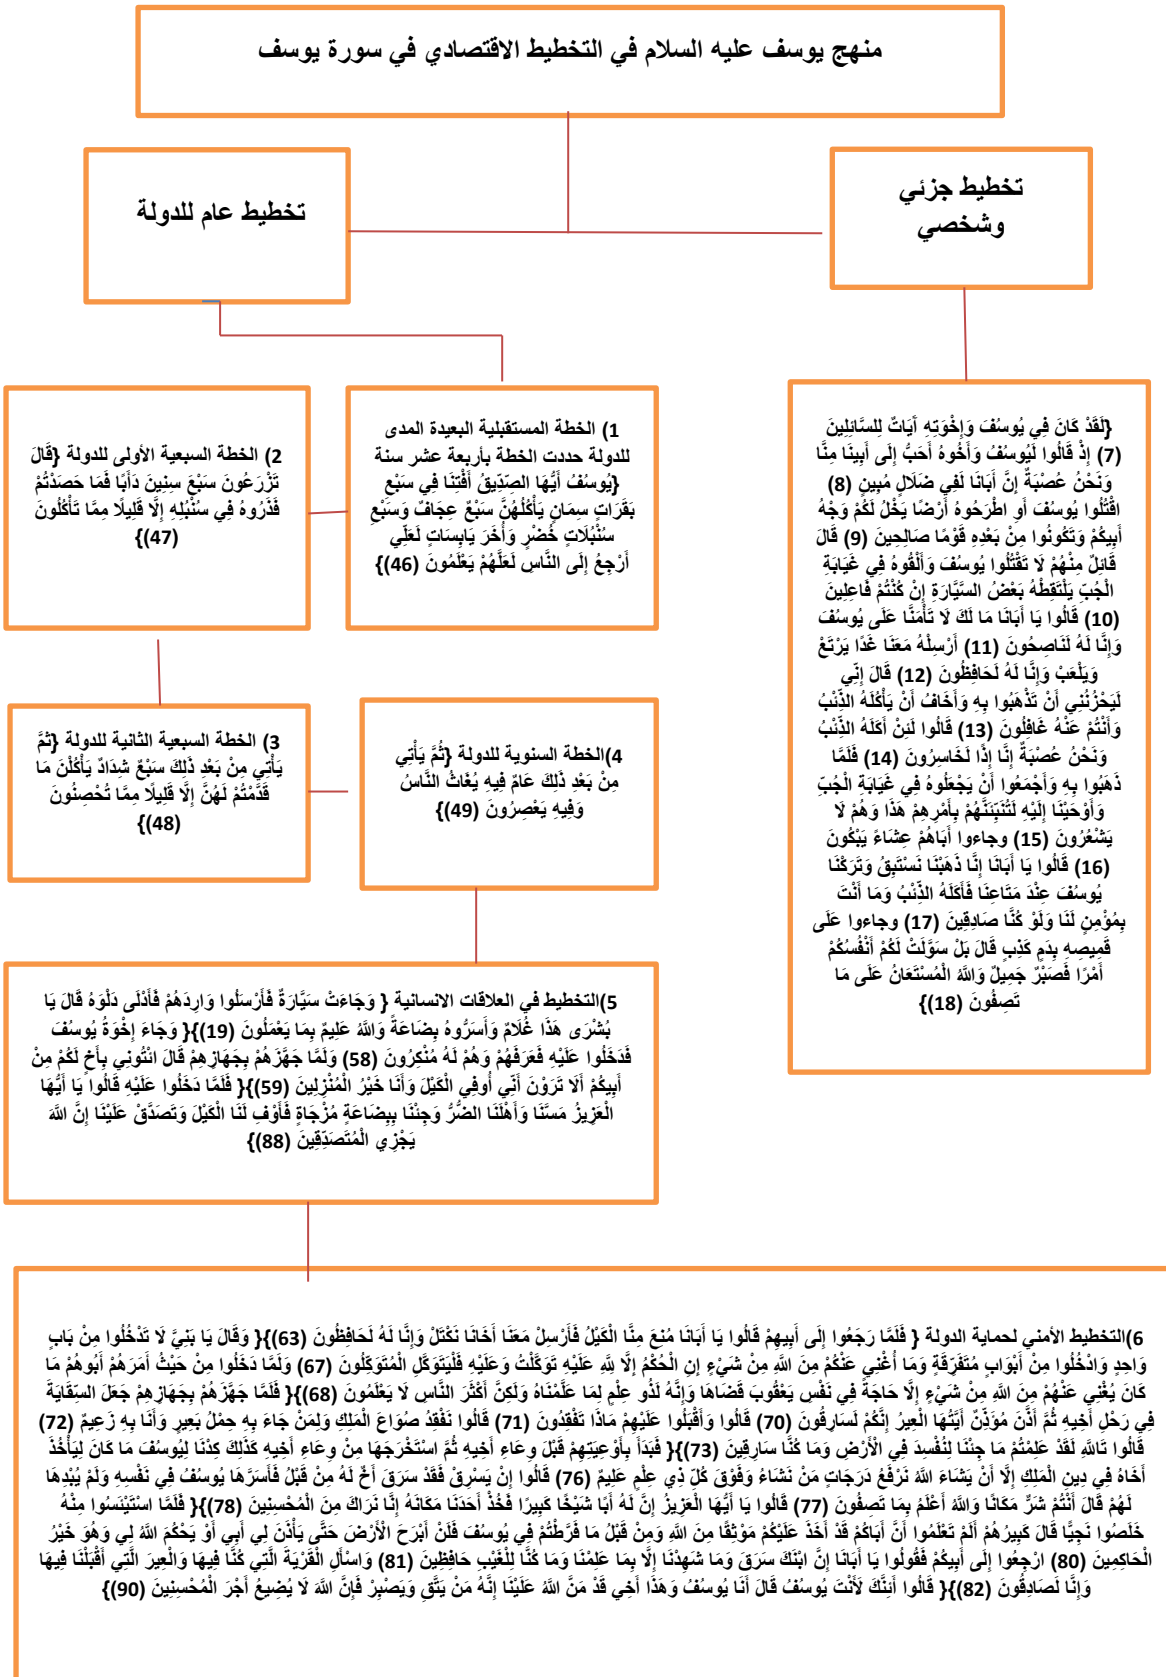 منهج يوسف عليه السلام في التخطيط الاقتصادي في سورة يوسف
تخطيط جزئي
وشخصي
تخطيط عام للدولة
{لَقَدْ كَانَ فِي يُوسُفَ وَإِخْوَتِهِ آَيَاتٌ لِلسَّائِلِينَ
(7) إِذْ قَالُوا لَيُوسُفُ وَأَخُوهُ أَحَبُّ إِلَى أَبِينَا مِنَّا
وَنَحْنُ عُصْبَةٌ إِنَّ أَبَانَا لَفِي ضَلَالٍ مُبِينٍ (8)
اقْتُلُوا يُوسُفَ أَوِ اطْرَحُوهُ أَرْضًا يَخْلُ لَكُمْ وَجْهُ
أَبِيكُمْ وَتَكُونُوا مِنْ بَعْدِهِ قَوْمًا صَالِحِينَ (9) قَالَ
قَائِلٌ مِنْهُمْ لَا تَقْتُلُوا يُوسُفَ وَأَلْقُوهُ فِي غَيَابَةِ
الْجُبِّ يَلْتَقِطْهُ بَعْضُ السَّيَّارَةِ إِنْ كُنْتُمْ فَاعِلِينَ
(10) قَالُوا يَا أَبَانَا مَا لَكَ لَا تَأْمَنَّا عَلَى يُوسُفَ
وَإِنَّا لَهُ لَنَاصِحُونَ (11) أَرْسِلْهُ مَعَنَا غَدًا يَرْتَعْ
وَيَلْعَبْ وَإِنَّا لَهُ لَحَافِظُونَ (12) قَالَ إِنِّي
لَيَحْزُنُنِي أَنْ تَذْهَبُوا بِهِ وَأَخَافُ أَنْ يَأْكُلَهُ الذِّئْبُ
وَأَنْتُمْ عَنْهُ غَافِلُونَ (13) قَالُوا لَئِنْ أَكَلَهُ الذِّئْبُ
وَنَحْنُ عُصْبَةٌ إِنَّا إِذًا لَخَاسِرُونَ (14) فَلَمَّا
ذَهَبُوا بِهِ وَأَجْمَعُوا أَنْ يَجْعَلُوهُ فِي غَيَابَةِ الْجُبِّ
وَأَوْحَيْنَا إِلَيْهِ لَتُنَبِّئَنَّهُمْ بِأَمْرِهِمْ هَذَا وَهُمْ لَا
يَشْعُرُونَ (15) وجاءوا أَبَاهُمْ عِشَاءً يَبْكُونَ
(16) قَالُوا يَا أَبَانَا إِنَّا ذَهَبْنَا نَسْتَبِقُ وَتَرَكْنَا
يُوسُفَ عِنْدَ مَتَاعِنَا فَأَكَلَهُ الذِّئْبُ وَمَا أَنْتَ
بِمُؤْمِنٍ لَنَا وَلَوْ كُنَّا صَادِقِينَ (17) وجاءوا عَلَى
قَمِيصِهِ بِدَمٍ كَذِبٍ قَالَ بَلْ سَوَّلَتْ لَكُمْ أَنْفُسُكُمْ
أَمْرًا فَصَبْرٌ جَمِيلٌ وَاللَّهُ الْمُسْتَعَانُ عَلَى مَا
تَصِفُونَ (18)}
1) الخطة المستقبلية البعيدة المدى
للدولة حددت الخطة بأربعة عشر سنة
{يُوسُفُ أَيُّهَا الصِّدِّيقُ أَفْتِنَا فِي سَبْعِ
بَقَرَاتٍ سِمَانٍ يَأْكُلُهُنَّ سَبْعٌ عِجَافٌ وَسَبْعِ
سُنْبُلَاتٍ خُضْرٍ وَأُخَرَ يَابِسَاتٍ لَعَلِّي
أَرْجِعُ إِلَى النَّاسِ لَعَلَّهُمْ يَعْلَمُونَ (46)}
2) الخطة السبعية الأولى للدولة {قَالَ
تَزْرَعُونَ سَبْعَ سِنِينَ دَأَبًا فَمَا حَصَدْتُمْ
فَذَرُوهُ فِي سُنْبُلِهِ إِلَّا قَلِيلًا مِمَّا تَأْكُلُونَ
(47)}
3) الخطة السبعية الثانية للدولة {ثُمَّ
يَأْتِي مِنْ بَعْدِ ذَلِكَ سَبْعٌ شِدَادٌ يَأْكُلْنَ مَا
قَدَّمْتُمْ لَهُنَّ إِلَّا قَلِيلًا مِمَّا تُحْصِنُونَ
(48)}
4)الخطة السنوية للدولة {ثُمَّ يَأْتِي
مِنْ بَعْدِ ذَلِكَ عَامٌ فِيهِ يُغَاثُ النَّاسُ
وَفِيهِ يَعْصِرُونَ (49)}
5)التخطيط في العلاقات الانسانية { وَجَاءَتْ سَيَّارَةٌ فَأَرْسَلُوا وَارِدَهُمْ فَأَدْلَى دَلْوَهُ قَالَ يَا
بُشْرَى هَذَا غُلَامٌ وَأَسَرُّوهُ بِضَاعَةً وَاللَّهُ عَلِيمٌ بِمَا يَعْمَلُونَ (19)}{ وَجَاءَ إِخْوَةُ يُوسُفَ
فَدَخَلُوا عَلَيْهِ فَعَرَفَهُمْ وَهُمْ لَهُ مُنْكِرُونَ (58) وَلَمَّا جَهَّزَهُمْ بِجَهَازِهِمْ قَالَ ائْتُونِي بِأَخٍ لَكُمْ مِنْ
أَبِيكُمْ أَلَا تَرَوْنَ أَنِّي أُوفِي الْكَيْلَ وَأَنَا خَيْرُ الْمُنْزِلِينَ (59)}{ فَلَمَّا دَخَلُوا عَلَيْهِ قَالُوا يَا أَيُّهَا
الْعَزِيزُ مَسَّنَا وَأَهْلَنَا الضُّرُّ وَجِئْنَا بِبِضَاعَةٍ مُزْجَاةٍ فَأَوْفِ لَنَا الْكَيْلَ وَتَصَدَّقْ عَلَيْنَا إِنَّ اللَّهَ
يَجْزِي الْمُتَصَدِّقِينَ (88)}
6)التخطيط الأمني لحماية الدولة { فَلَمَّا رَجَعُوا إِلَى أَبِيهِمْ قَالُوا يَا أَبَانَا مُنِعَ مِنَّا الْكَيْلُ فَأَرْسِلْ مَعَنَا أَخَانَا نَكْتَلْ وَإِنَّا لَهُ لَحَافِظُونَ (63)}{ وَقَالَ يَا بَنِيَّ لَا تَدْخُلُوا مِنْ بَابٍ
وَاحِدٍ وَادْخُلُوا مِنْ أَبْوَابٍ مُتَفَرِّقَةٍ وَمَا أُغْنِي عَنْكُمْ مِنَ اللَّهِ مِنْ شَيْءٍ إِنِ الْحُكْمُ إِلَّا لِلَّهِ عَلَيْهِ تَوَكَّلْتُ وَعَلَيْهِ فَلْيَتَوَكَّلِ الْمُتَوَكِّلُونَ (67) وَلَمَّا دَخَلُوا مِنْ حَيْثُ أَمَرَهُمْ أَبُوهُمْ مَا
كَانَ يُغْنِي عَنْهُمْ مِنَ اللَّهِ مِنْ شَيْءٍ إِلَّا حَاجَةً فِي نَفْسِ يَعْقُوبَ قَضَاهَا وَإِنَّهُ لَذُو عِلْمٍ لِمَا عَلَّمْنَاهُ وَلَكِنَّ أَكْثَرَ النَّاسِ لَا يَعْلَمُونَ (68)}{ فَلَمَّا جَهَّزَهُمْ بِجَهَازِهِمْ جَعَلَ السِّقَايَةَ
فِي رَحْلِ أَخِيهِ ثُمَّ أَذَّنَ مُؤَذِّنٌ أَيَّتُهَا الْعِيرُ إِنَّكُمْ لَسَارِقُونَ (70) قَالُوا وَأَقْبَلُوا عَلَيْهِمْ مَاذَا تَفْقِدُونَ (71) قَالُوا نَفْقِدُ صُوَاعَ الْمَلِكِ وَلِمَنْ جَاءَ بِهِ حِمْلُ بَعِيرٍ وَأَنَا بِهِ زَعِيمٌ (72)
قَالُوا تَاللَّهِ لَقَدْ عَلِمْتُمْ مَا جِئْنَا لِنُفْسِدَ فِي الْأَرْضِ وَمَا كُنَّا سَارِقِينَ (73)}{ فَبَدَأَ بِأَوْعِيَتِهِمْ قَبْلَ وِعَاءِ أَخِيهِ ثُمَّ اسْتَخْرَجَهَا مِنْ وِعَاءِ أَخِيهِ كَذَلِكَ كِدْنَا لِيُوسُفَ مَا كَانَ لِيَأْخُذَ
أَخَاهُ فِي دِينِ الْمَلِكِ إِلَّا أَنْ يَشَاءَ اللَّهُ نَرْفَعُ دَرَجَاتٍ مَنْ نَشَاءُ وَفَوْقَ كُلِّ ذِي عِلْمٍ عَلِيمٌ (76) قَالُوا إِنْ يَسْرِقْ فَقَدْ سَرَقَ أَخٌ لَهُ مِنْ قَبْلُ فَأَسَرَّهَا يُوسُفُ فِي نَفْسِهِ وَلَمْ يُبْدِهَا
لَهُمْ قَالَ أَنْتُمْ شَرٌّ مَكَانًا وَاللَّهُ أَعْلَمُ بِمَا تَصِفُونَ (77) قَالُوا يَا أَيُّهَا الْعَزِيزُ إِنَّ لَهُ أَبًا شَيْخًا كَبِيرًا فَخُذْ أَحَدَنَا مَكَانَهُ إِنَّا نَرَاكَ مِنَ الْمُحْسِنِينَ (78)}{ فَلَمَّا اسْتَيْئَسُوا مِنْهُ
خَلَصُوا نَجِيًّا قَالَ كَبِيرُهُمْ أَلَمْ تَعْلَمُوا أَنَّ أَبَاكُمْ قَدْ أَخَذَ عَلَيْكُمْ مَوْثِقًا مِنَ اللَّهِ وَمِنْ قَبْلُ مَا فَرَّطْتُمْ فِي يُوسُفَ فَلَنْ أَبْرَحَ الْأَرْضَ حَتَّى يَأْذَنَ لِي أَبِي أَوْ يَحْكُمَ اللَّهُ لِي وَهُوَ خَيْرُ
الْحَاكِمِينَ (80) ارْجِعُوا إِلَى أَبِيكُمْ فَقُولُوا يَا أَبَانَا إِنَّ ابْنَكَ سَرَقَ وَمَا شَهِدْنَا إِلَّا بِمَا عَلِمْنَا وَمَا كُنَّا لِلْغَيْبِ حَافِظِينَ (81) وَاسْأَلِ الْقَرْيَةَ الَّتِي كُنَّا فِيهَا وَالْعِيرَ الَّتِي أَقْبَلْنَا فِيهَا
وَإِنَّا لَصَادِقُونَ (82)}{ قَالُوا أَئِنَّكَ لَأَنْتَ يُوسُفُ قَالَ أَنَا يُوسُفُ وَهَذَا أَخِي قَدْ مَنَّ اللَّهُ عَلَيْنَا إِنَّهُ مَنْ يَتَّقِ وَيَصْبِرْ فَإِنَّ اللَّهَ لَا يُضِيعُ أَجْرَ الْمُحْسِنِينَ (90)}